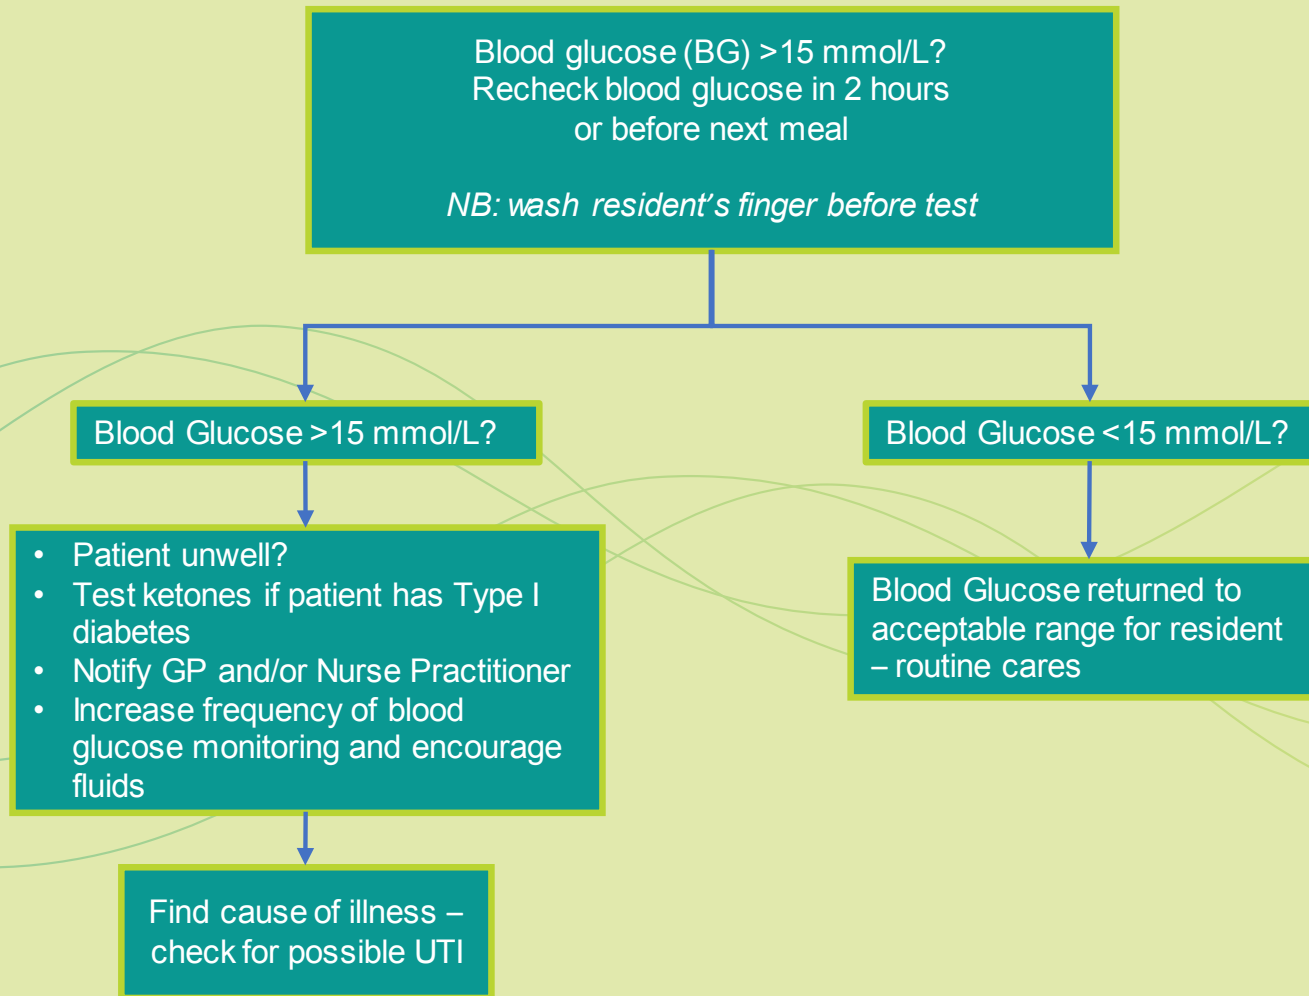 Blood glucose (BG) >15 mmol/L?
Recheck blood glucose in 2 hours
or before next meal
NB: wash resident's finger before test
Blood Glucose >15 mmol/L?
Blood Glucose <15 mmol/L?
• Patient unwell?
• Test ketones if patient has Type I
diabetes
• Notify GP and/or Nurse Practitioner
• Increase frequency of blood
glucose monitoring and encourage
fluids
Blood Glucose returned to
acceptable range for resident
– routine cares
Find cause of illness –
check for possible UTI